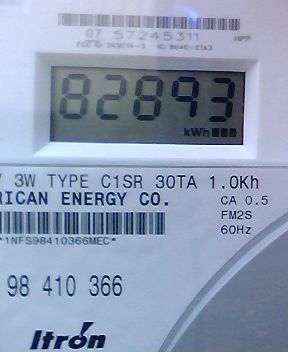 07 57245311 MPP
82893
kWh
3W TYPE C1SR 30TA 1.0Kh
RICAN ENERGY CO.
CA 0.5
FM2S
60Hz
*1NFS98410366MEC*
98 410 366
Itron